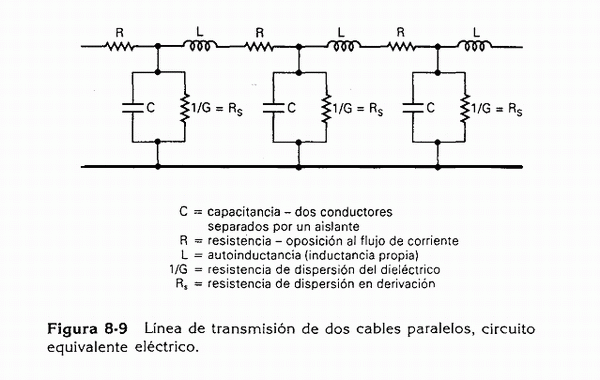 R L R L R L
C 1/G = Rs C 1/G = Rs C 1/G = Rs
C = capacitancia – dos conductores
separados por un aislante
R = resistencia – oposición al flujo de corriente
L = autoinductancia (inductancia propia)
1/G = resistencia de dispersión del dieléctrico
Rs = resistencia de dispersión en derivación
Figura 8-9 Línea de transmisión de dos cables paralelos, circuito
equivalente eléctrico.